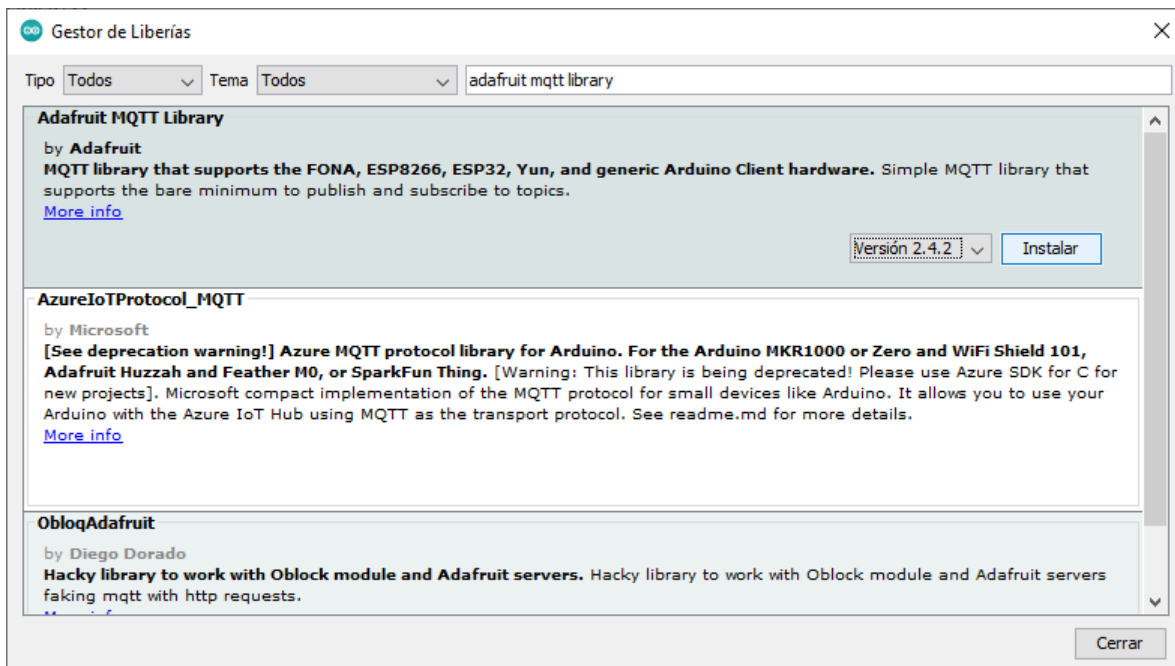 Gestor de Liberías
Tipo Todos Tema Todos adafruit mqtt library
Adafruit MQTT Library
by Adafruit
MQTT library that supports the FONA, ESP8266, ESP32, Yun, and generic Arduino Client hardware. Simple MQTT library that
supports the bare minimum to publish and subscribe to topics.
More info
Versión 2.4.2 Instalar
AzureIoTProtocol_MQTT
by Microsoft
[See deprecation warning!] Azure MQTT protocol library for Arduino. For the Arduino MKR1000 or Zero and WiFi Shield 101,
Adafruit Huzzah and Feather M0, or SparkFun Thing. [Warning: This library is being deprecated! Please use Azure SDK for C for
new projects]. Microsoft compact implementation of the MQTT protocol for small devices like Arduino. It allows you to use your
Arduino with the Azure IoT Hub using MQTT as the transport protocol. See readme.md for more details.
More info
ObloqAdafruit
by Diego Dorado
Hacky library to work with Oblock module and Adafruit servers. Hacky library to work with Oblock module and Adafruit servers
faking mqtt with http requests.
Cerrar